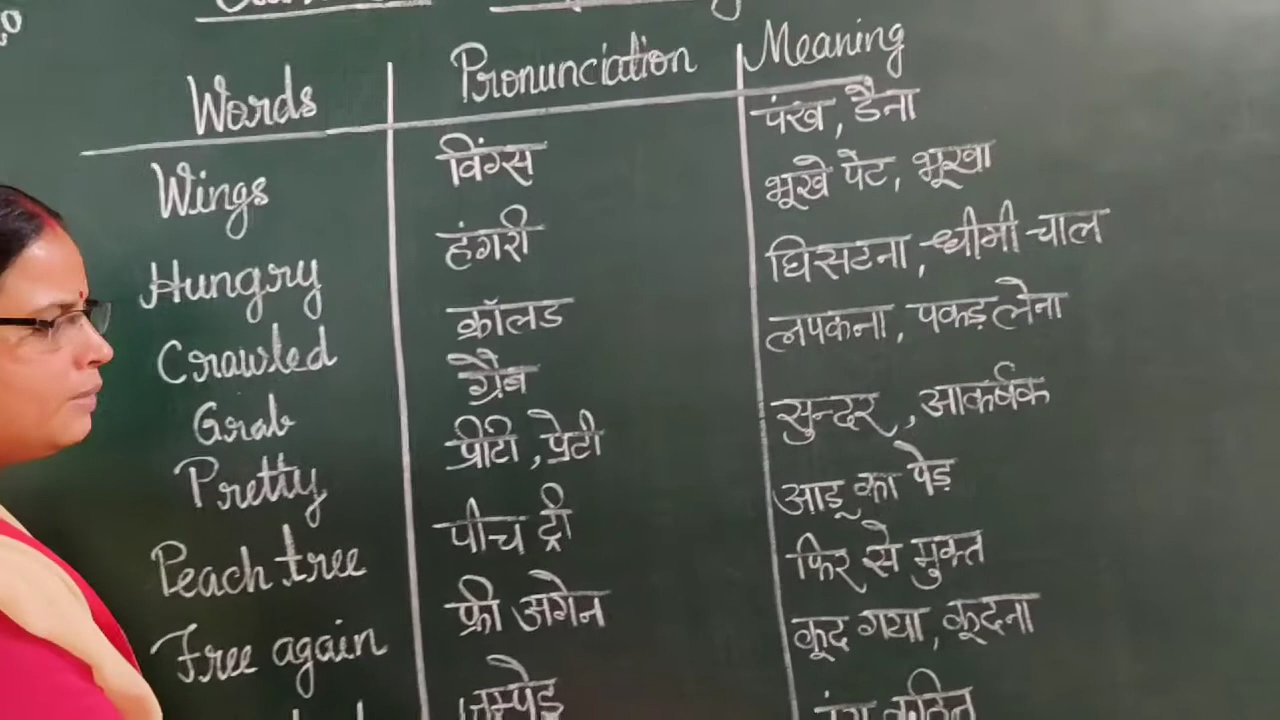 Words Pronunciation Meaning
Wings विंग्स पंख, डैना
Hungry हंगरी भूखे पेट, भूखा
Crawled क्रॉलड घिसटना, धीमी चाल
Grab ग्रैब लपकना, पकड़ लेना
Pretty प्रीटी, प्रेटी सुन्दर, आकर्षक
Peach tree पीच ट्री आड़ू का पेड़
Free again फ्री अगेन फिर से मुक्त
जम्पेड कूद गया, कूदना